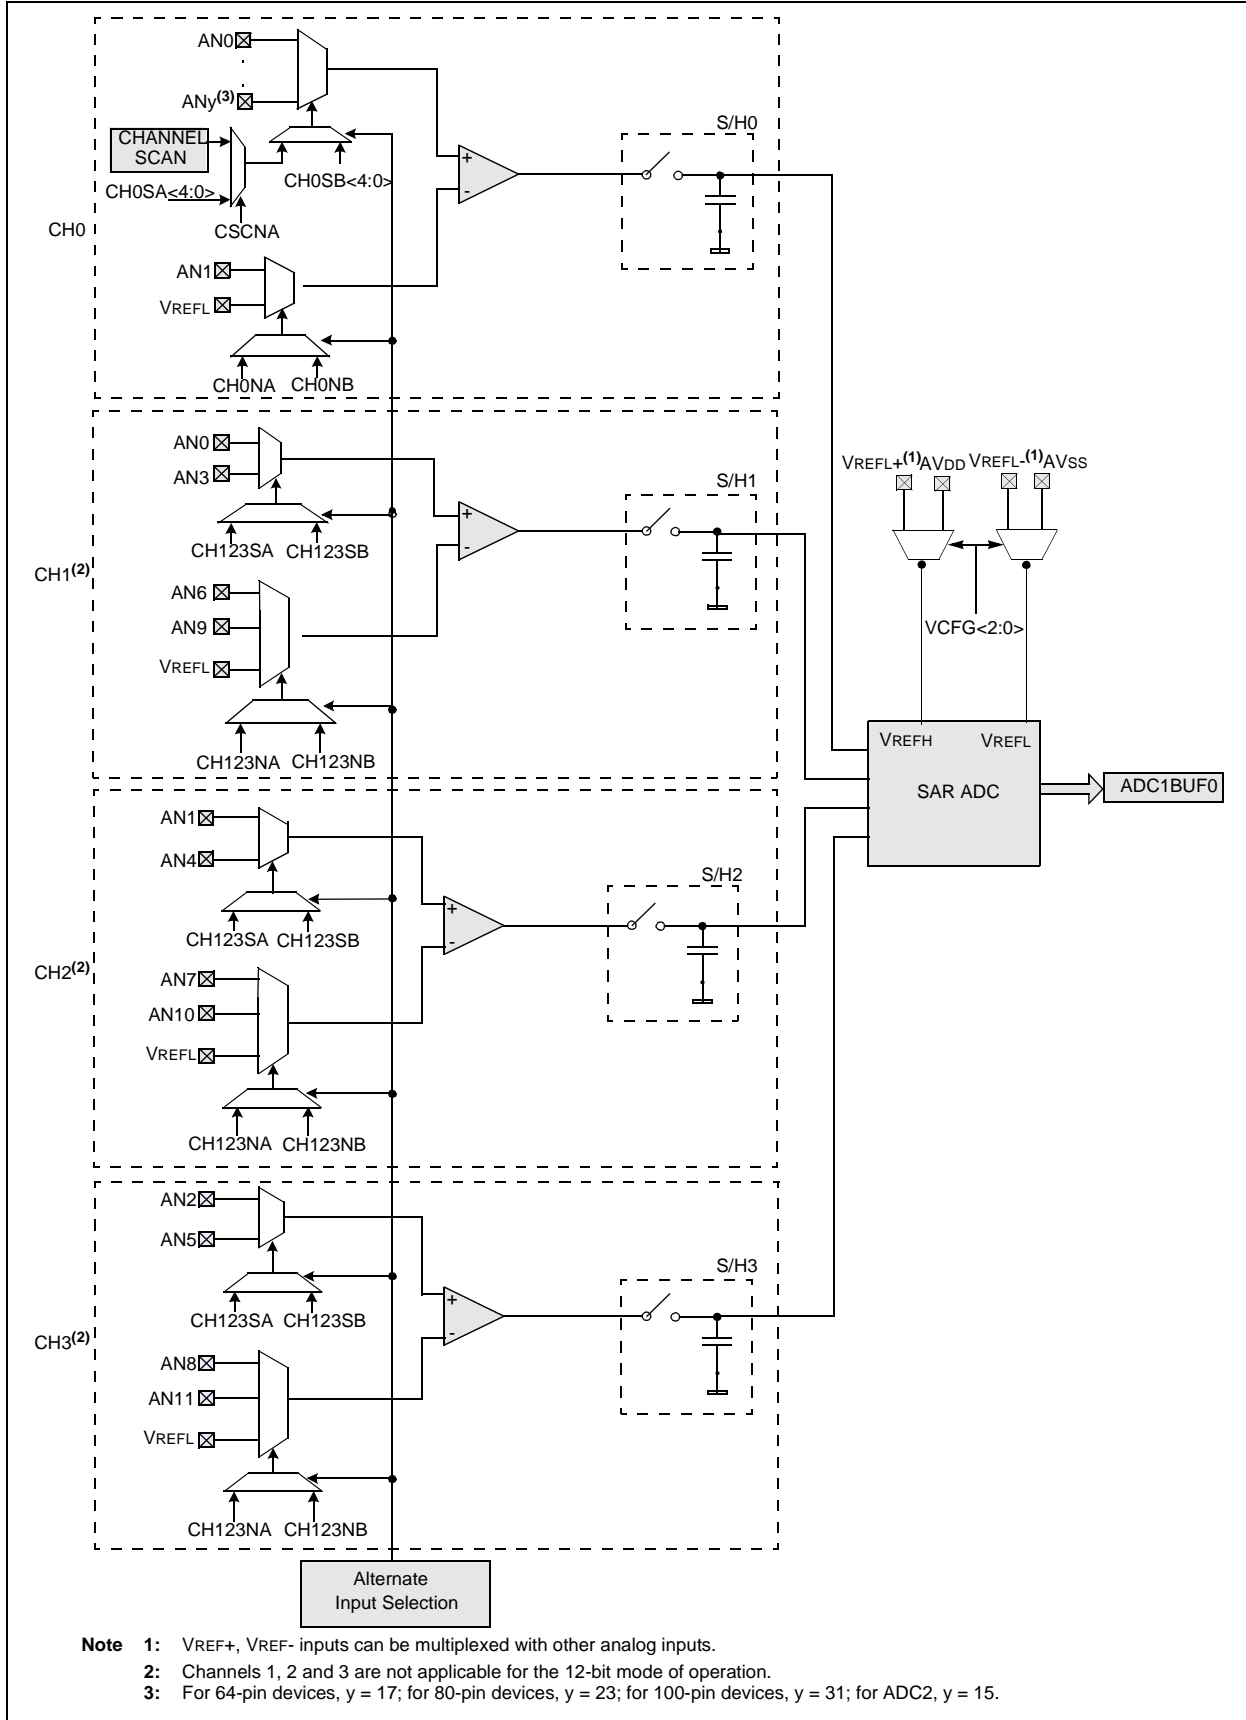 AN0
ANy(3)
CHANNEL
SCAN
CH0SA<4:0>
CH0SB<4:0>
CSCNA
CH0
AN1
VREFL
CH0NA
CH0NB
+
-
S/H0
AN0
AN3
CH123SA
CH123SB
CH1(2)
AN6
AN9
VREFL
CH123NA
CH123NB
+
-
S/H1
VREFL+(1)
AVDD
VREFL-(1)
AVSS
VCFG<2:0>
VREFH
VREFL
SAR ADC
ADC1BUF0
AN1
AN4
CH123SA
CH123SB
CH2(2)
AN7
AN10
VREFL
CH123NA
CH123NB
+
-
S/H2
AN2
AN5
CH123SA
CH123SB
CH3(2)
AN8
AN11
VREFL
CH123NA
CH123NB
+
-
S/H3
Alternate
Input Selection
Note 1: VREF+, VREF- inputs can be multiplexed with other analog inputs.
2: Channels 1, 2 and 3 are not applicable for the 12-bit mode of operation.
3: For 64-pin devices, y = 17; for 80-pin devices, y = 23; for 100-pin devices, y = 31; for ADC2, y = 15.